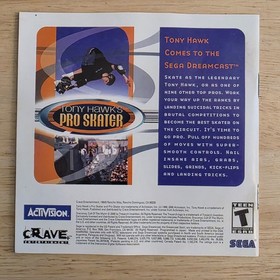 TONY HAWK
COMES TO THE
SEGA DREAMCAST™
SKATE AS THE LEGENDARY
TONY HAWK, OR AS ONE OF
NINE OTHER TOP PROS. WORK
YOUR WAY UP THE RANKS BY
LANDING SUICIDAL TRICKS IN
BRUTAL COMPETITIONS TO
BECOME THE BEST SKATER ON
THE CIRCUIT. IT'S TIME TO
GO PRO. PULL OFF HUNDREDS
OF MOVES WITH SUPER-
SMOOTH CONTROLS. NAIL
INSANE AIRS, GRABS,
SLIDES, GRINDS, KICK-FLIPS
AND LANDING TRICKS.
TONY HAWK'S
PRO SKATER
ACTIVISION
CRAVE
ENTERTAINMENT
TEEN
T
SEGA